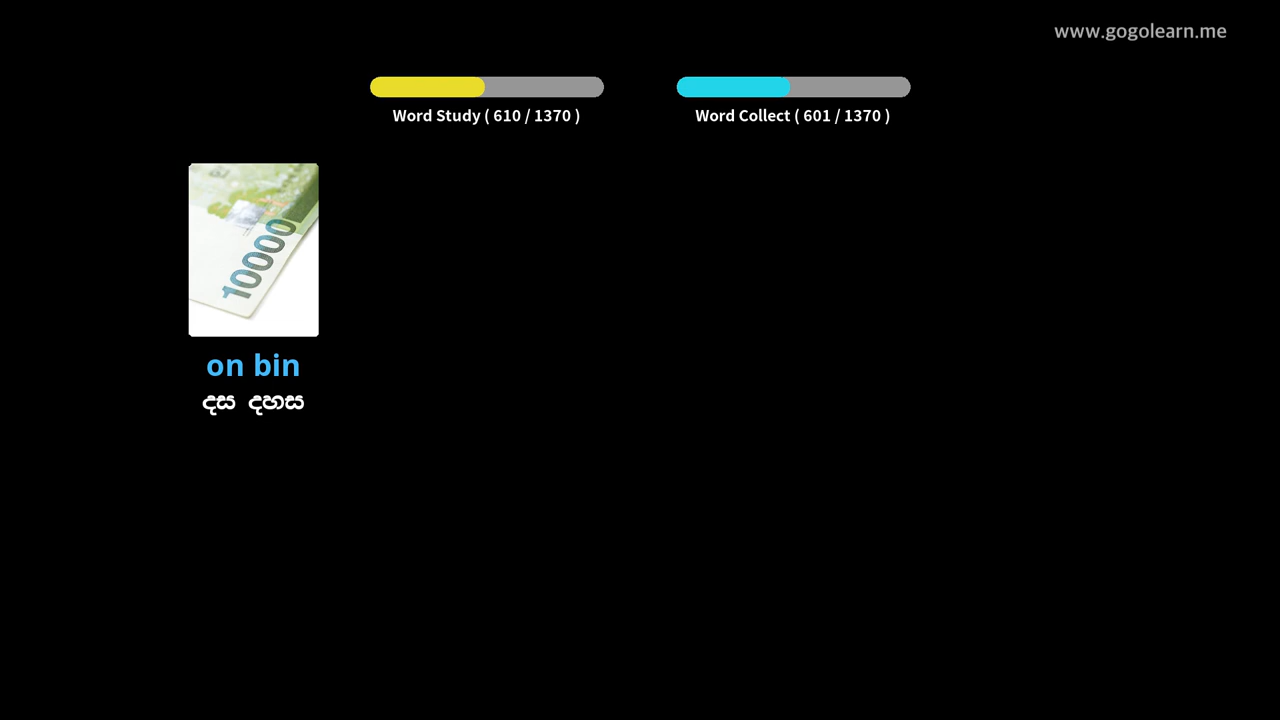 www.gogolearn.me
Word Study ( 610 / 1370 )
Word Collect ( 601 / 1370 )
10000
on bin
දස දහස